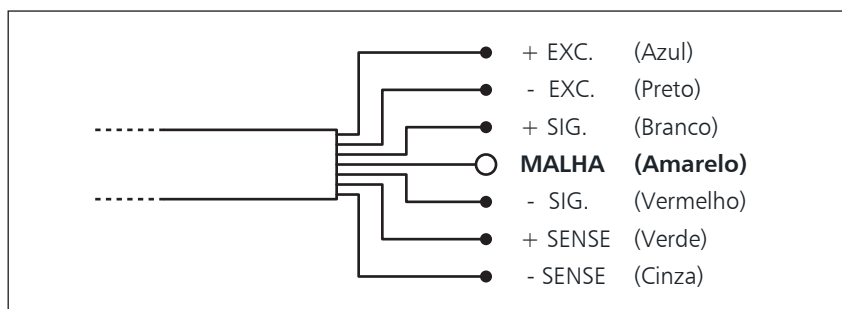 + EXC. (Azul)
- EXC. (Preto)
+ SIG. (Branco)
MALHA (Amarelo)
- SIG. (Vermelho)
+ SENSE (Verde)
- SENSE (Cinza)